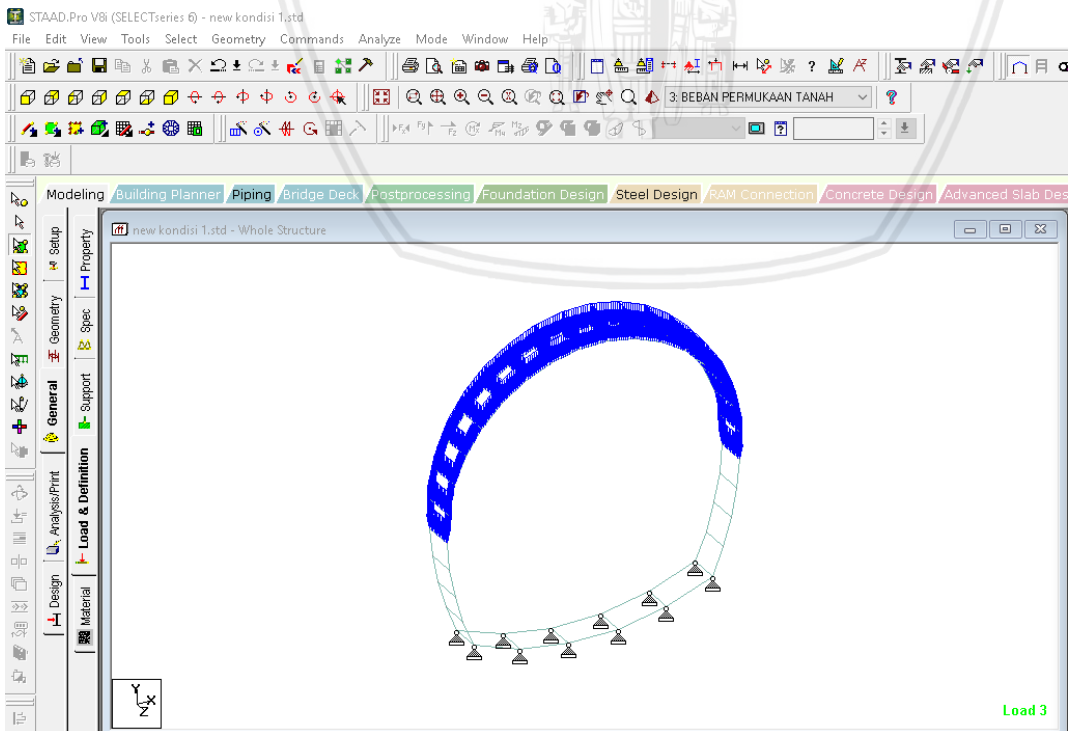 STAAD.Pro V8i (SELECTseries 6) - new kondisi 1.std
File Edit View Tools Select Geometry Commands Analyze Mode Window Help
3: BEBAN PERMUKAAN TANAH
Modeling Building Planner Piping Bridge Deck Postprocessing Foundation Design Steel Design RAM Connection Concrete Design Advanced Slab Des
new kondisi 1.std - Whole Structure
Setup
Geometry
General
Analysis/Print
Design
Property
Spec
Support
Load & Definition
Material
Y
X
Z
Load 3